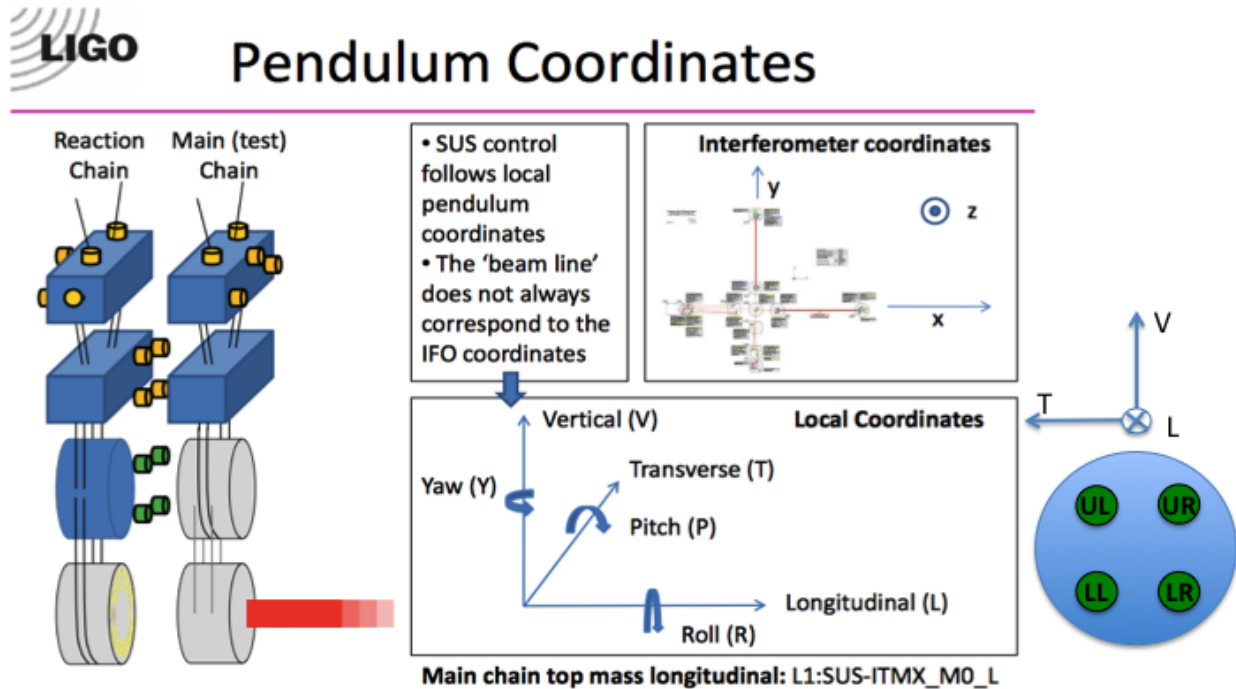 LIGO
Pendulum Coordinates
Reaction
Chain
Main (test)
Chain
• SUS control
follows local
pendulum
coordinates
• The ‘beam line’
does not always
correspond to the
IFO coordinates
Interferometer coordinates
y
z
x
Local Coordinates
Vertical (V)
Transverse (T)
Yaw (Y)
Pitch (P)
Longitudinal (L)
Roll (R)
V
T
L
UL UR
LL LR
Main chain top mass longitudinal: L1:SUS-ITMX_M0_L